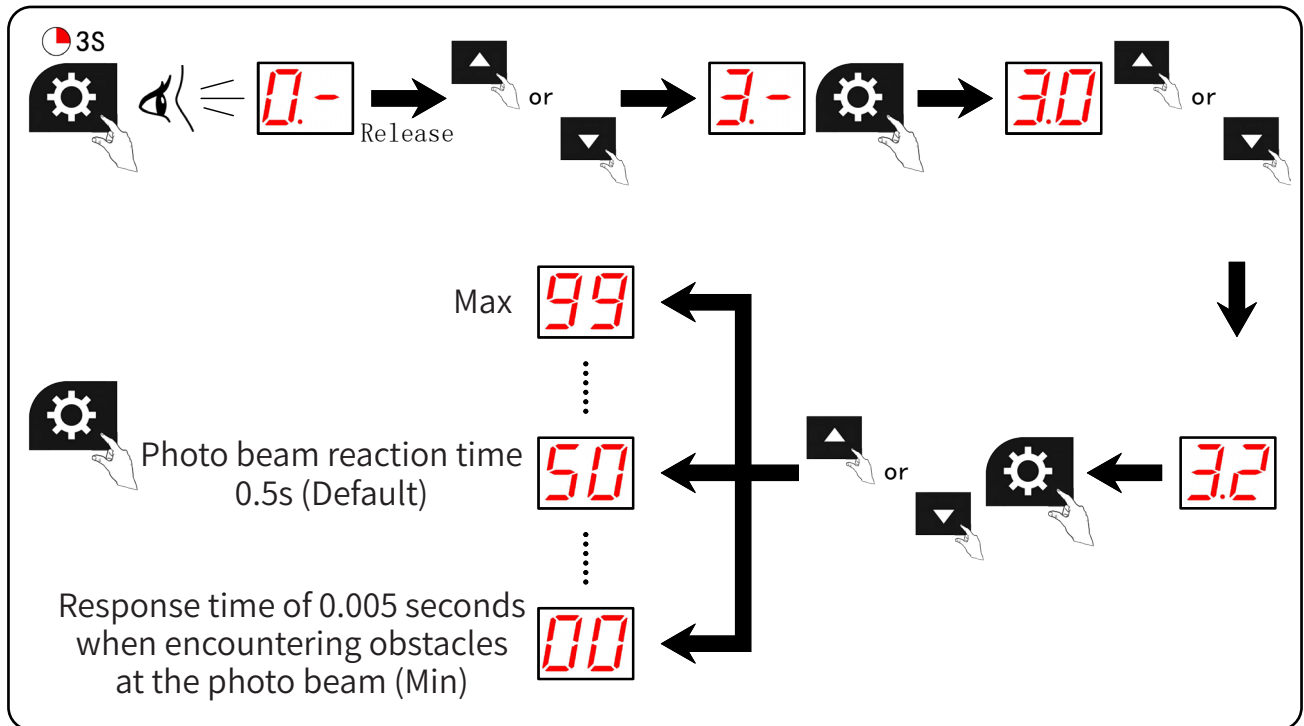 3S
0.-
Release
or
3.-
3.0
or
Max
99
Photo beam reaction time
0.5s (Default)
50
or
3.2
Response time of 0.005 seconds
when encountering obstacles
at the photo beam (Min)
00